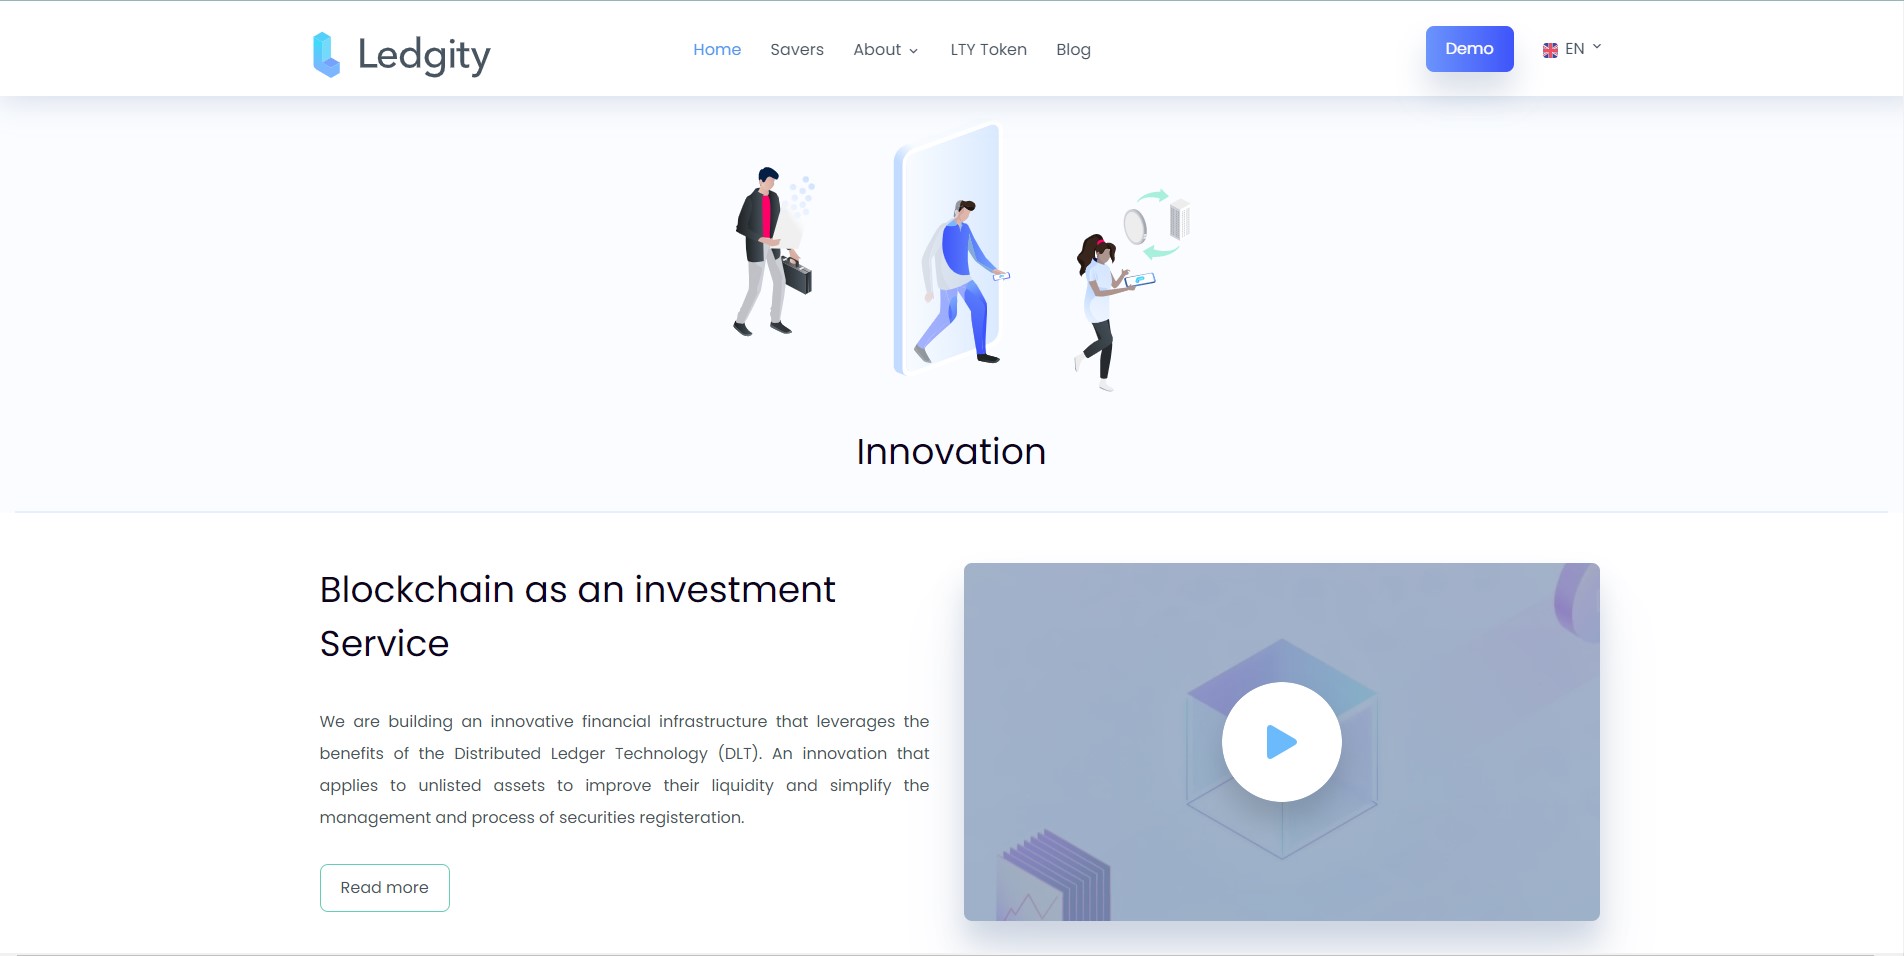 Ledgity
Home Savers About LTY Token Blog
Demo EN
Innovation
Blockchain as an investment
Service
We are building an innovative financial infrastructure that leverages the
benefits of the Distributed Ledger Technology (DLT). An innovation that
applies to unlisted assets to improve their liquidity and simplify the
management and process of securities registeration.
Read more